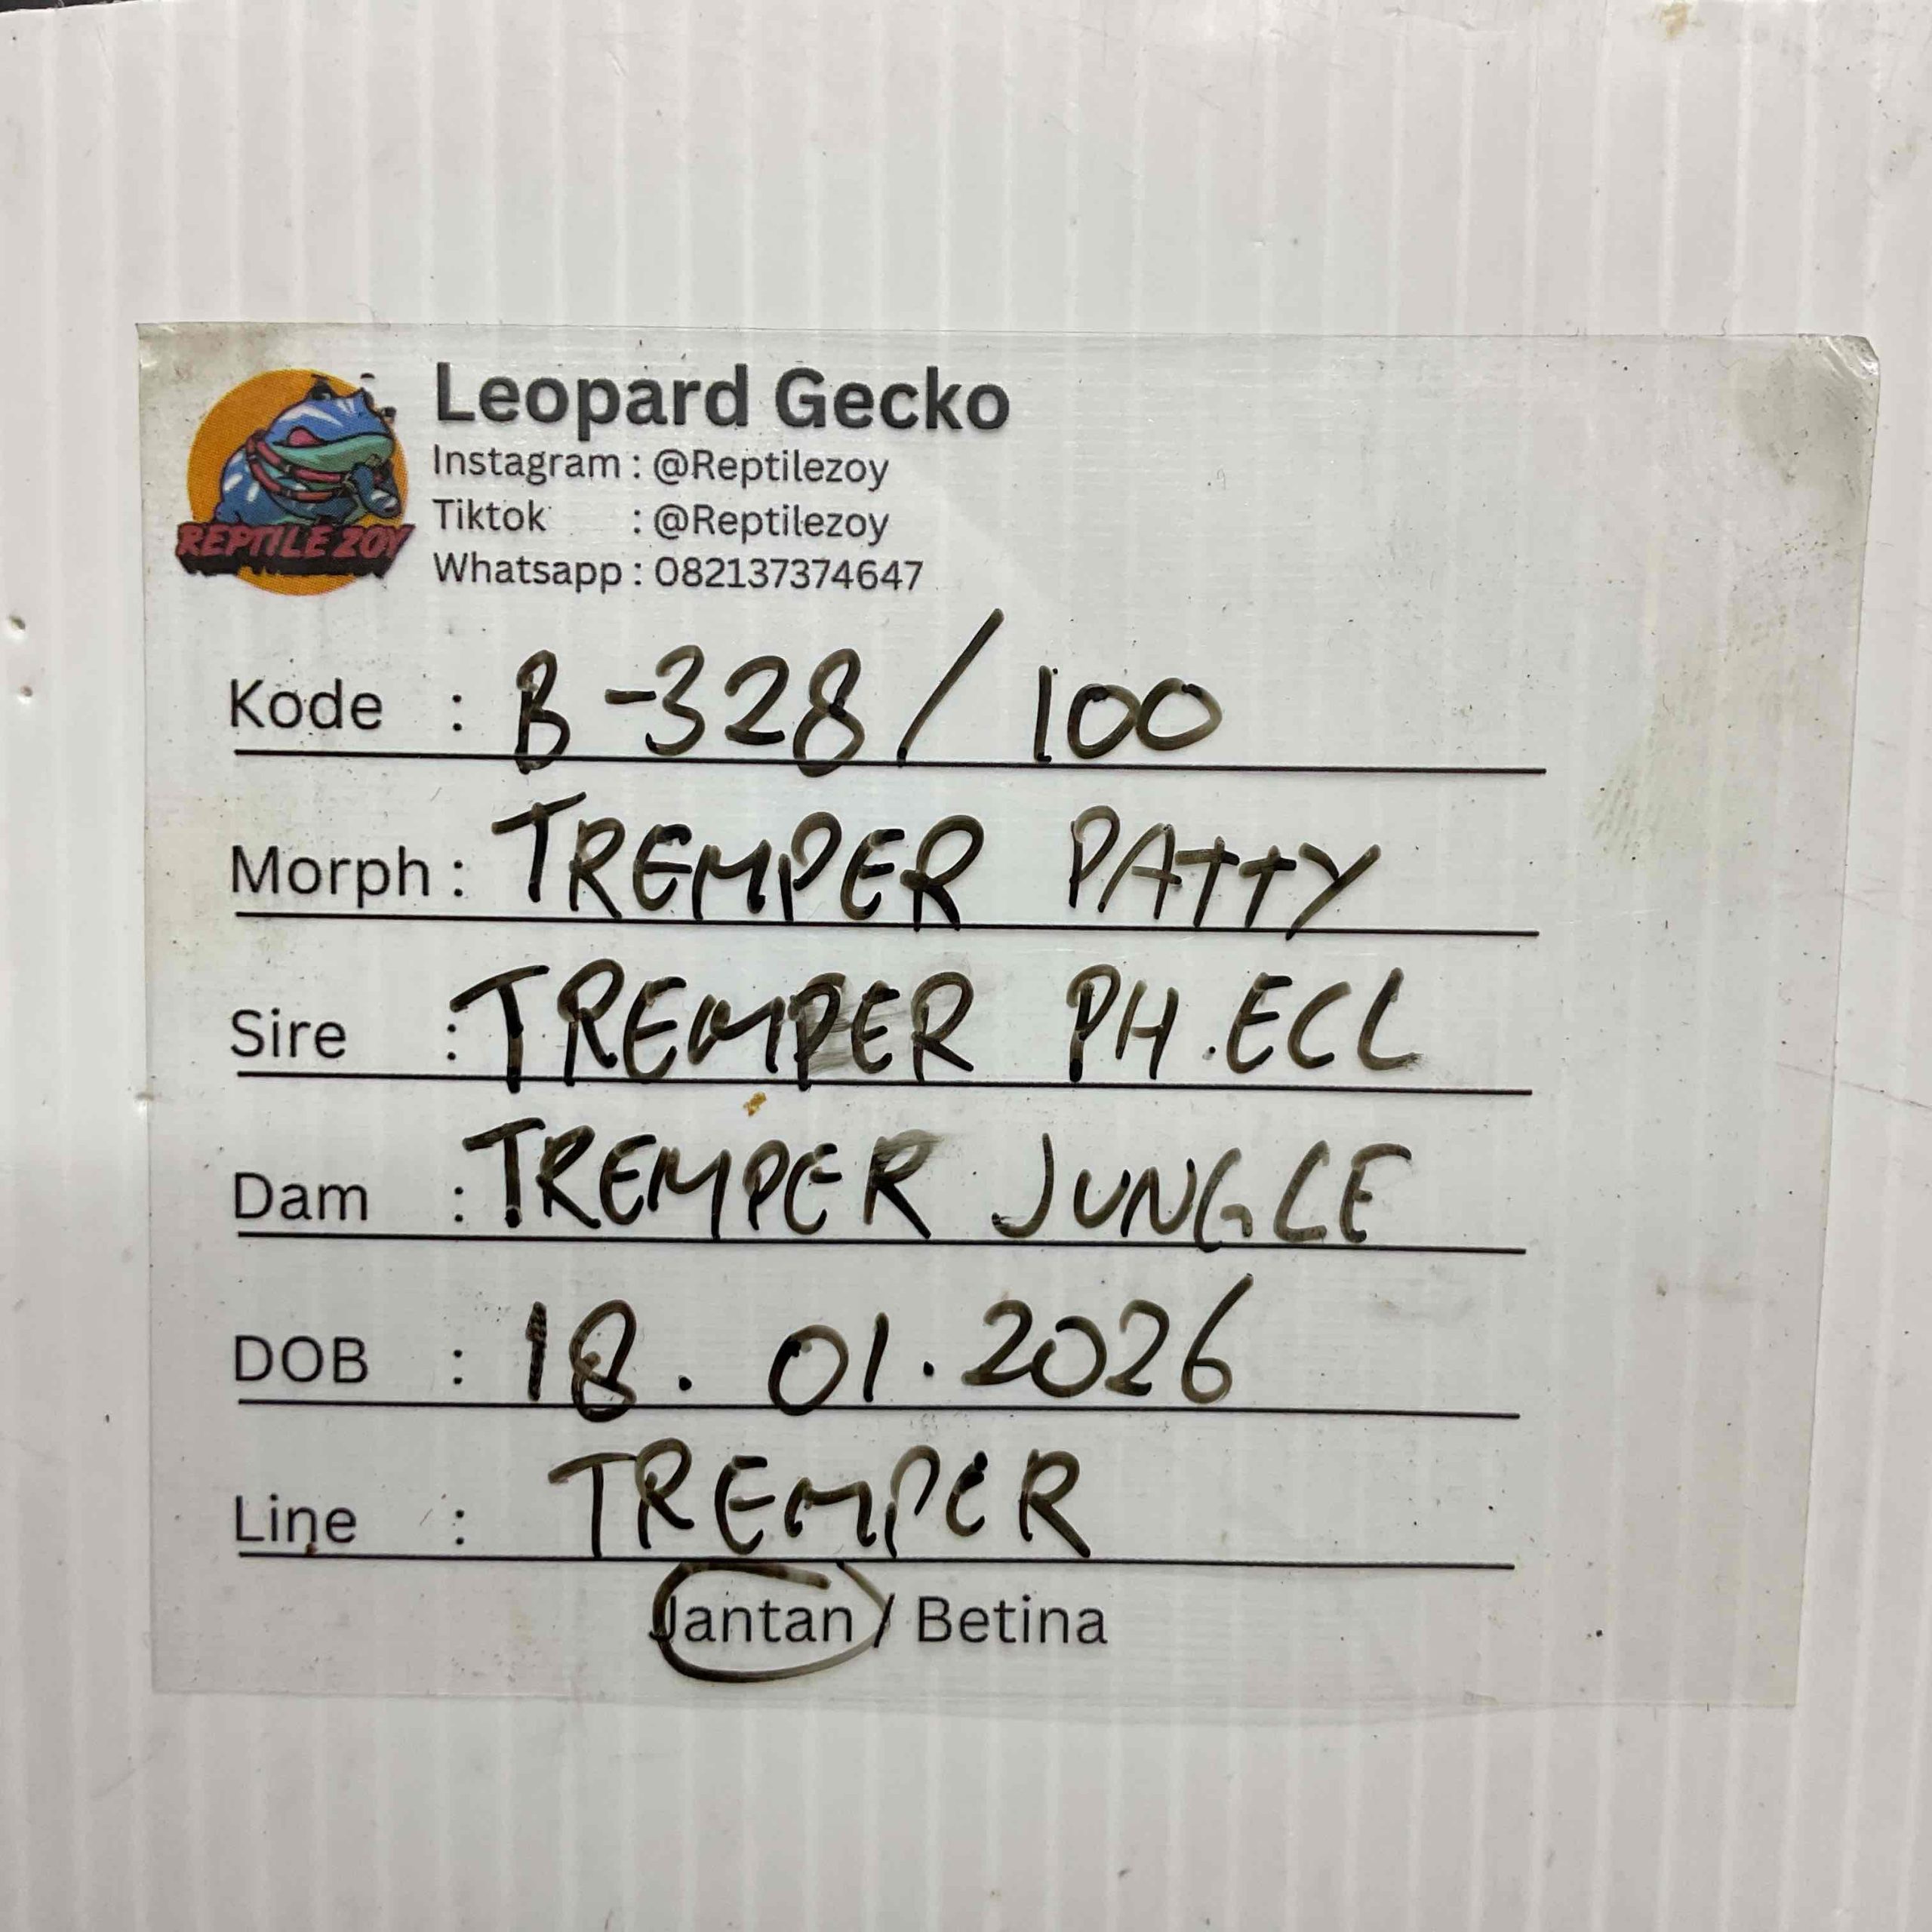 REPTILE ZOY
Leopard Gecko
Instagram : @Reptilezoy
Tiktok : @Reptilezoy
Whatsapp : 082137374647
Kode : B-328/100
Morph : TREMPER PATTY
Sire : TREMPER PH.ECL
Dam : TREMPER JUNGLE
DOB : 18.01.2026
Line : TREMPER
Jantan / Betina